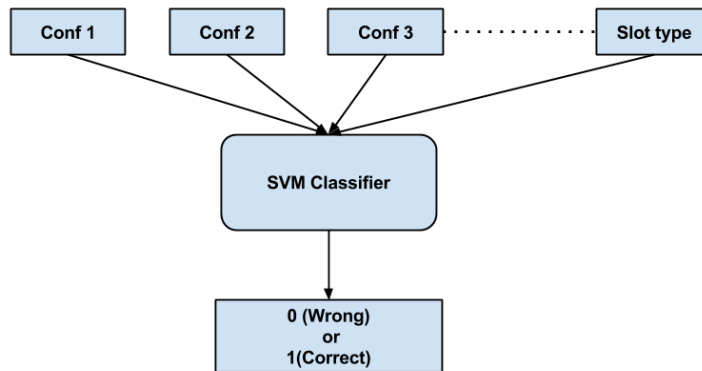 Conf 1
Conf 2
Conf 3
Slot type
SVM Classifier
0 (Wrong)
or
1(Correct)